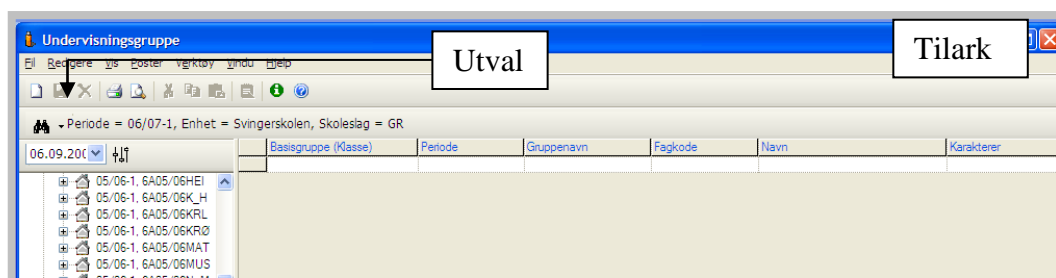 Undervisningsgruppe
Utval
Tilark
Fil Redigere Vis Poster Verktøy Vindu Hjelp
Periode = 06/07-1, Enhet = Svingerskolen, Skoleslag = GR
06.09.200
Basisgruppe (Klasse) Periode Gruppenavn Fagkode Navn Karakterer
05/06-1, 6A05/06HEI
05/06-1, 6A05/06K_H
05/06-1, 6A05/06KRL
05/06-1, 6A05/06KRØ
05/06-1, 6A05/06MAT
05/06-1, 6A05/06MUS